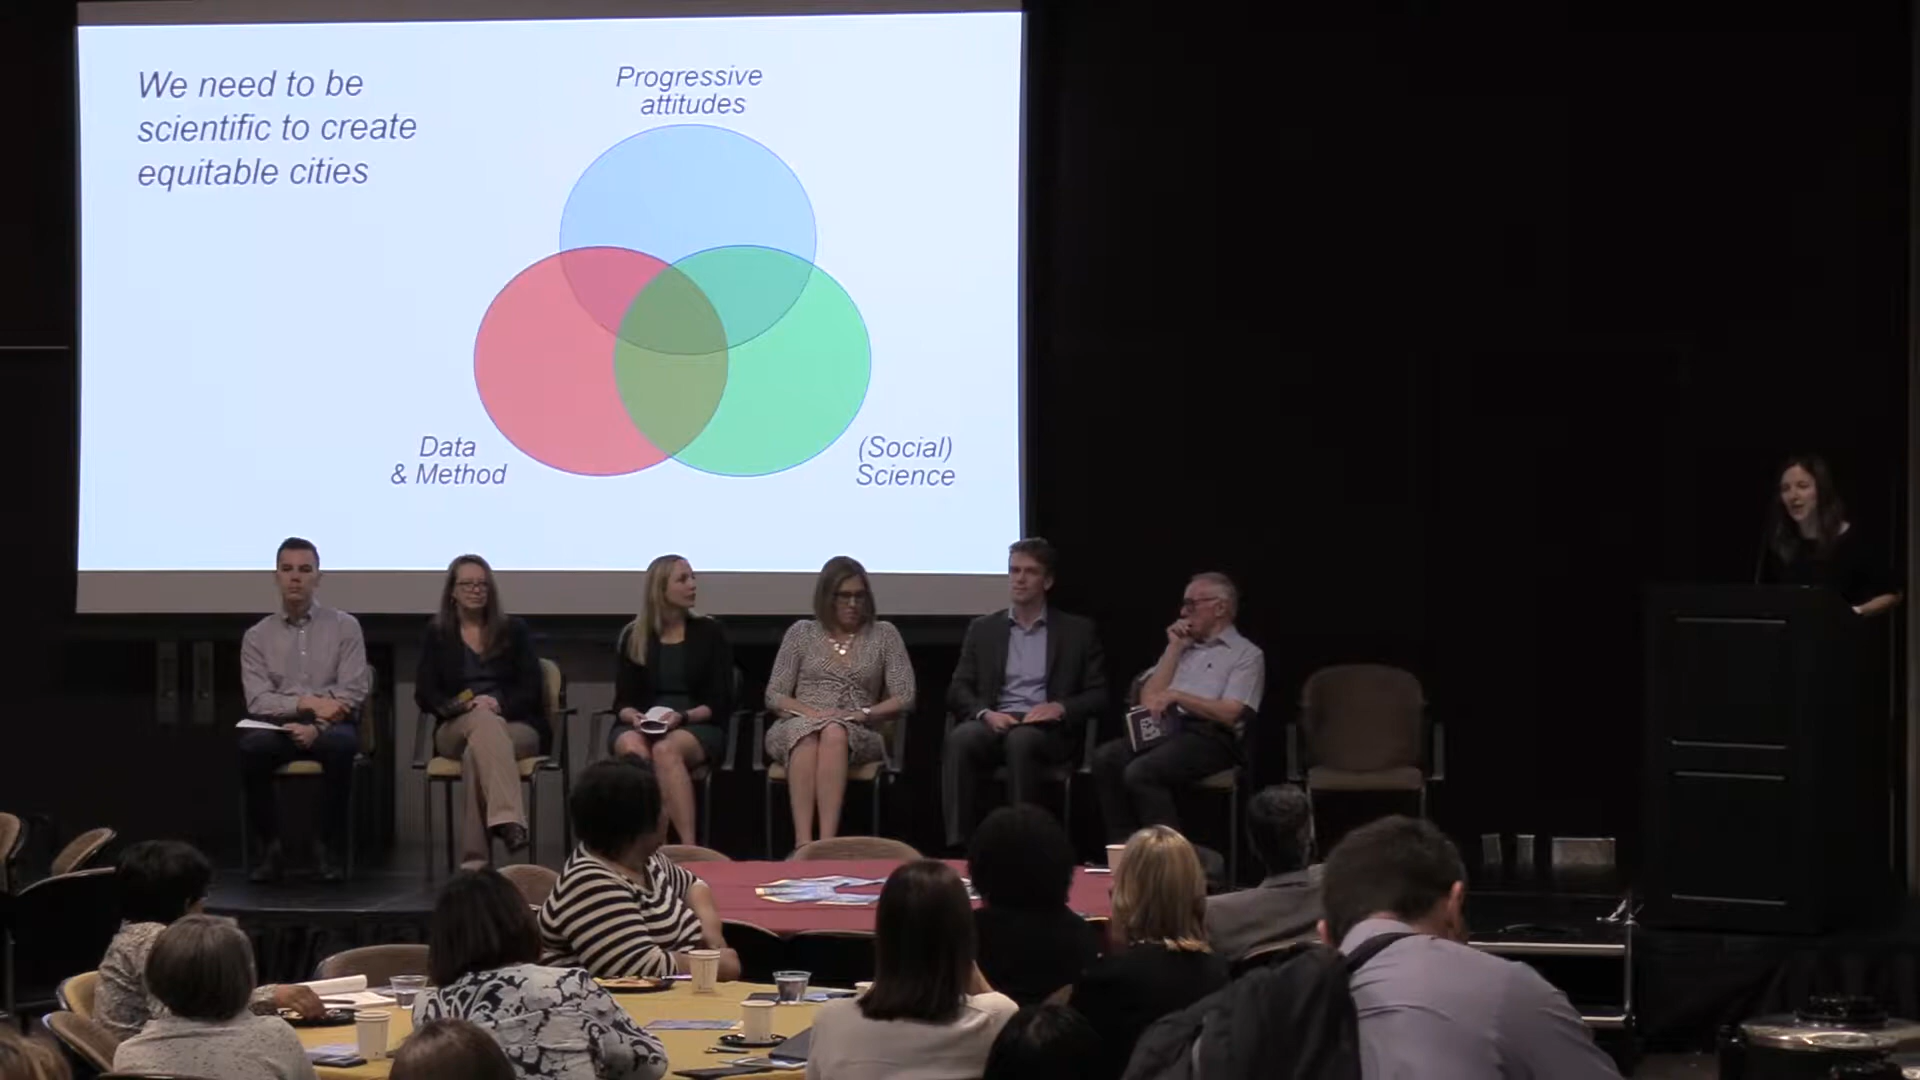 We need to be
scientific to create
equitable cities
Progressive
attitudes
Data
& Method
(Social)
Science